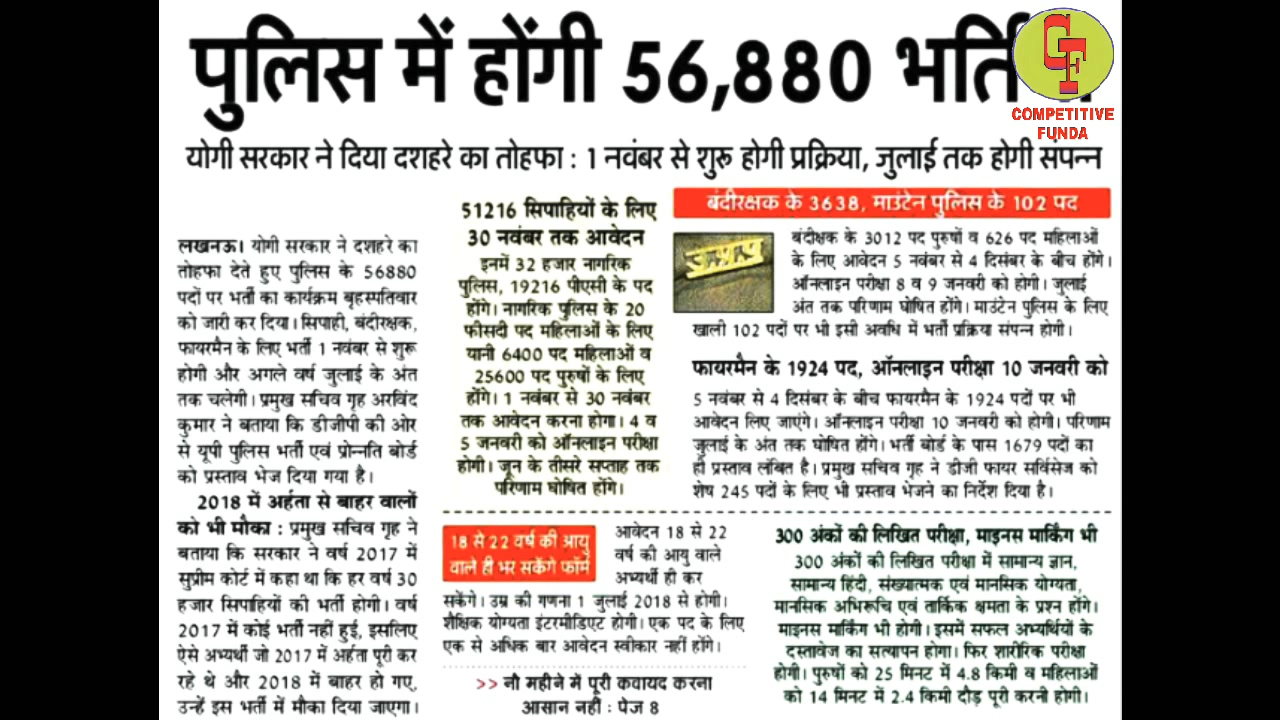 पुलिस में होंगी 56,880
COMPETITIVE
FUNDA
योगी सरकार ने दिया दशहरे का तोहफा : 1 नवंबर से शुरू होगी प्रक्रिया, जुलाई तक होगी संपन्न
लखनऊ। योगी सरकार ने दशहरे का
तोहफा देते हुए पुलिस के 56880
पदों पर भर्ती का कार्यक्रम बृहस्पतिवार
को जारी कर दिया। सिपाही, बंदीरक्षक,
फायरमैन के लिए भर्ती 1 नवंबर से शुरू
होगी और अगले वर्ष जुलाई के अंत
तक चलेगी। प्रमुख सचिव गृह अरविंद
कुमार ने बताया कि डीजीपी की ओर
से यूपी पुलिस भर्ती एवं प्रोन्नति बोर्ड
को प्रस्ताव भेज दिया गया है।
2018 में अर्हता से बाहर वालों
को भी मौका : प्रमुख सचिव गृह ने
बताया कि सरकार ने वर्ष 2017 में
सुप्रीम कोर्ट में कहा था कि हर वर्ष 30
हजार सिपाहियों की भर्ती होगी। वर्ष
2017 में कोई भर्ती नहीं हुई, इसलिए
ऐसे अभ्यर्थी जो 2017 में अर्हता पूरी कर
रहे थे और 2018 में बाहर हो गए,
उन्हें इस भर्ती में मौका दिया जाएगा।
51216 सिपाहियों के लिए
30 नवंबर तक आवेदन
इनमें 32 हजार नागरिक
पुलिस, 19216 पीएसी के पद
होंगे। नागरिक पुलिस के 20
फीसदी पद महिलाओं के लिए
यानी 6400 पद महिलाओं व
25600 पद पुरुषों के लिए
होंगे। 1 नवंबर से 30 नवंबर
तक आवेदन करना होगा। 4 व
5 जनवरी को ऑनलाइन परीक्षा
होगी। जून के तीसरे सप्ताह तक
परिणाम घोषित होंगे।
बंदीरक्षक के 3638, माउंटेन पुलिस के 102 पद
बंदीक्षक के 3012 पद पुरुषों व 626 पद महिलाओं
के लिए आवेदन 5 नवंबर से 4 दिसंबर के बीच होंगे।
ऑनलाइन परीक्षा 8 व 9 जनवरी को होगी। जुलाई
अंत तक परिणाम घोषित होंगे। माउंटेन पुलिस के लिए
खाली 102 पदों पर भी इसी अवधि में भर्ती प्रक्रिया संपन्न होगी।
फायरमैन के 1924 पद, ऑनलाइन परीक्षा 10 जनवरी को
5 नवंबर से 4 दिसंबर के बीच फायरमैन के 1924 पदों पर भी
आवेदन लिए जाएंगे। ऑनलाइन परीक्षा 10 जनवरी को होगी। परिणाम
जुलाई के अंत तक घोषित होंगे। भर्ती बोर्ड के पास 1679 पदों का
ही प्रस्ताव लंबित है। प्रमुख सचिव गृह ने डीजी फायर सर्विसेज को
शेष 245 पदों के लिए भी प्रस्ताव भेजने का निर्देश दिया है।
18 से 22 वर्ष की आयु
वाले ही भर सकेंगे फॉर्म
आवेदन 18 से 22
वर्ष की आयु वाले
अभ्यर्थी ही कर
सकेंगे। उम्र की गणना 1 जुलाई 2018 से होगी।
शैक्षिक योग्यता इंटरमीडिएट होगी। एक पद के लिए
एक से अधिक बार आवेदन स्वीकार नहीं होंगे।
>> नौ महीने में पूरी कवायद करना
आसान नहीं : पेज 8
300 अंकों की लिखित परीक्षा, माइनस मार्किंग भी
300 अंकों की लिखित परीक्षा में सामान्य ज्ञान,
सामान्य हिंदी, संख्यात्मक एवं मानसिक योग्यता,
मानसिक अभिरूचि एवं तार्किक क्षमता के प्रश्न होंगे।
माइनस मार्किंग भी होगी। इसमें सफल अभ्यर्थियों के
दस्तावेज का सत्यापन होगा। फिर शारीरिक परीक्षा
होगी। पुरुषों को 25 मिनट में 4.8 किमी व महिलाओं
को 14 मिनट में 2.4 किमी दौड़ पूरी करनी होगी।